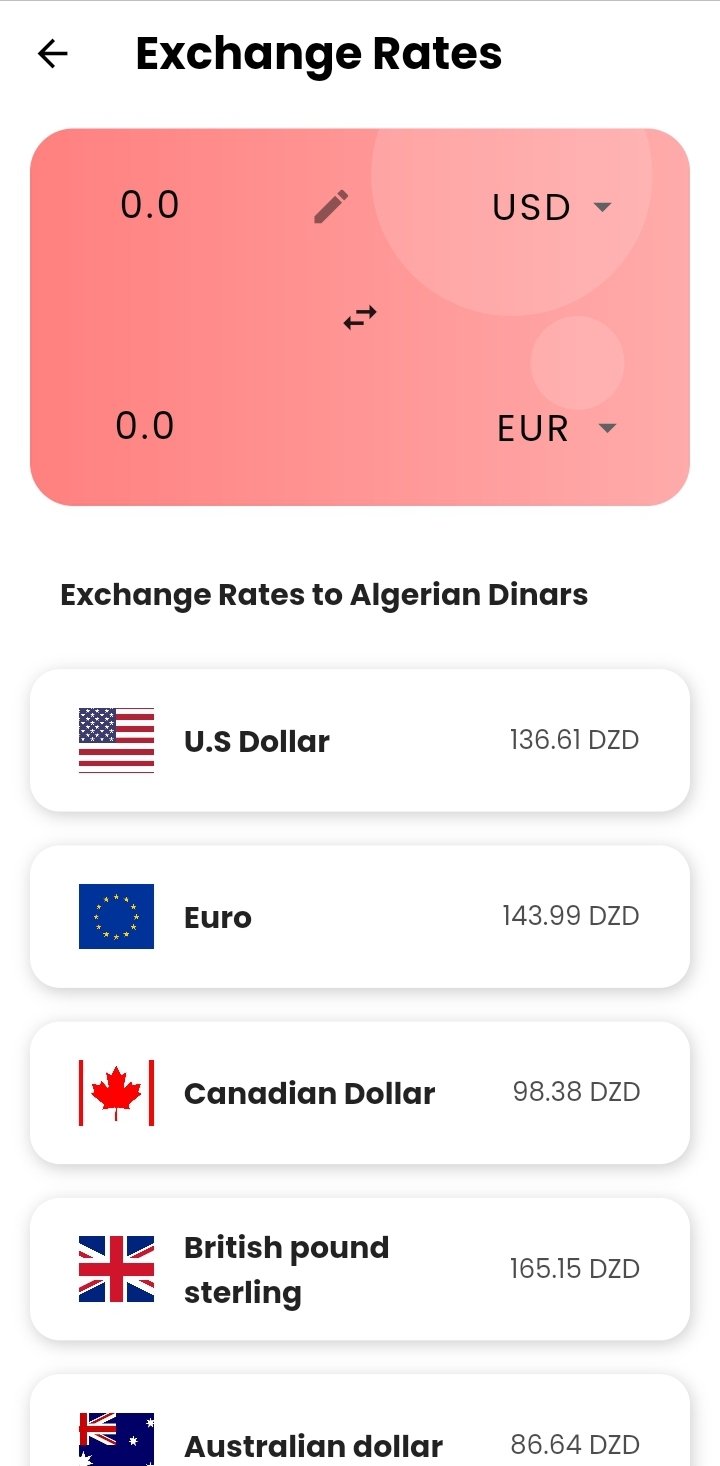 Exchange Rates
0.0 USD
0.0 EUR
Exchange Rates to Algerian Dinars
U.S Dollar 136.61 DZD
Euro 143.99 DZD
Canadian Dollar 98.38 DZD
British pound
sterling 165.15 DZD
Australian dollar 86.64 DZD